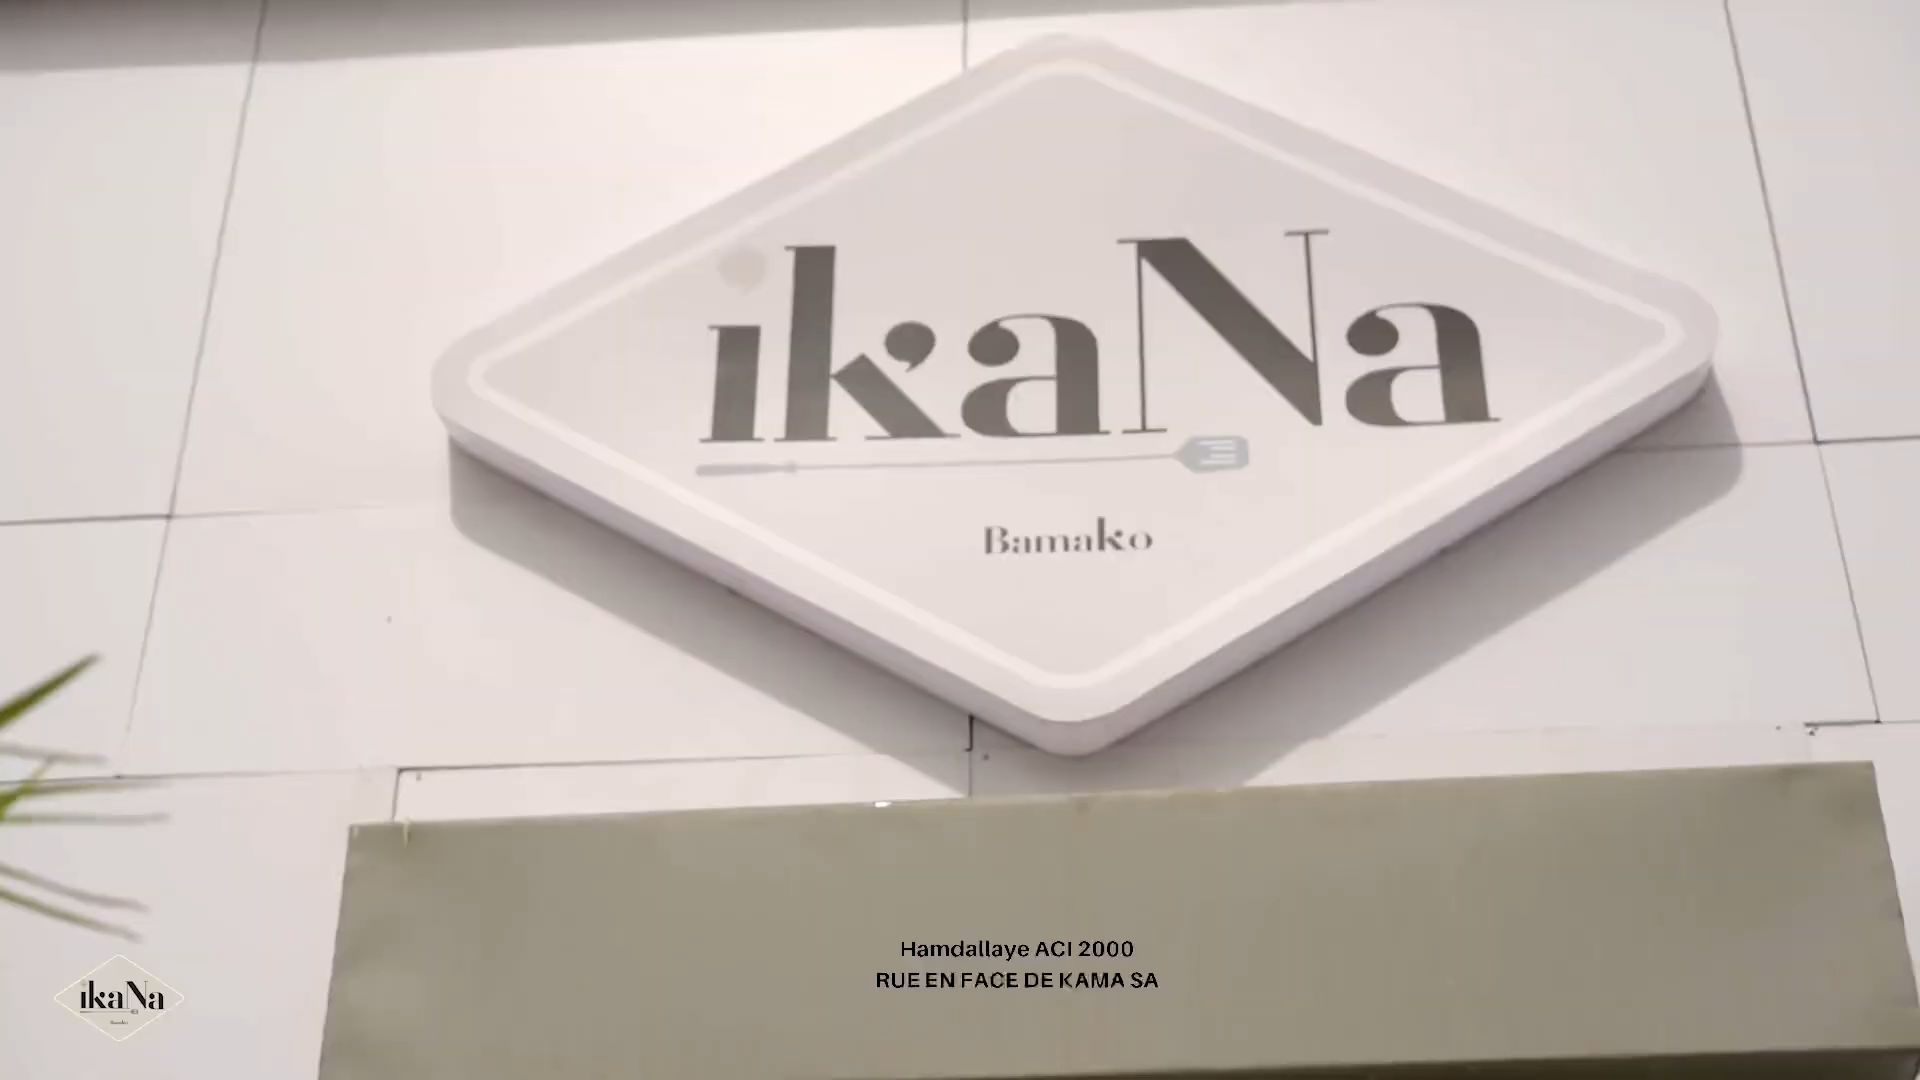 ikaNa
Bamako
Hamdallaye ACI 2000
RUE EN FACE DE KAMA SA
ikaNa